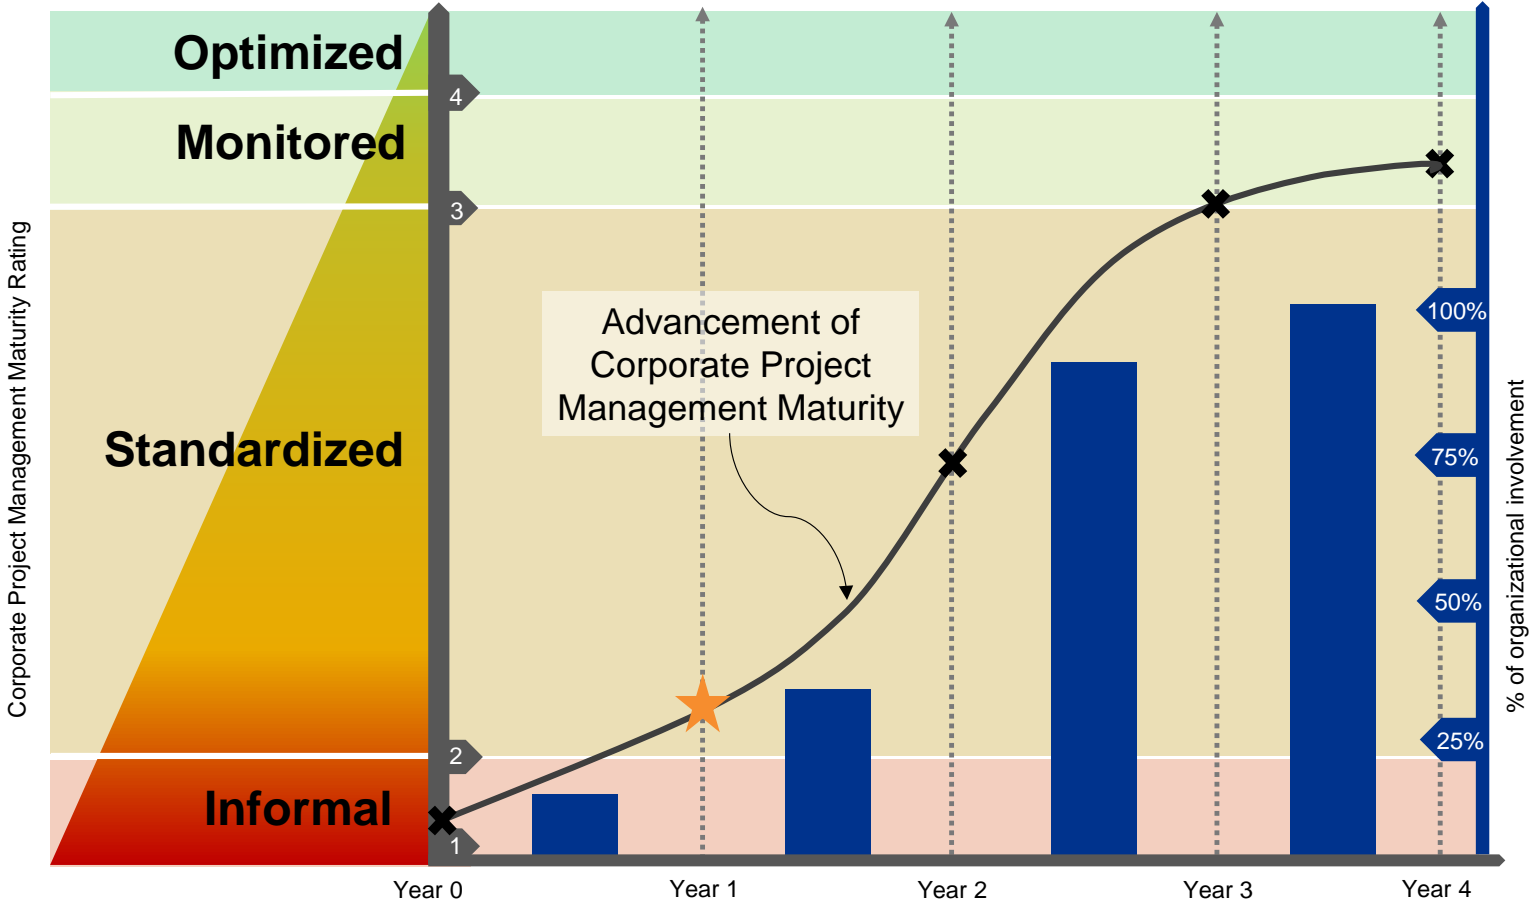 Optimized
4
Monitored
3
Corporate Project Management Maturity Rating
Advancement of
Corporate Project
Management Maturity
100%
Standardized
75%
% of organizational involvement
50%
25%
2
Informal
1
Year 0
Year 1
Year 2
Year 3
Year 4